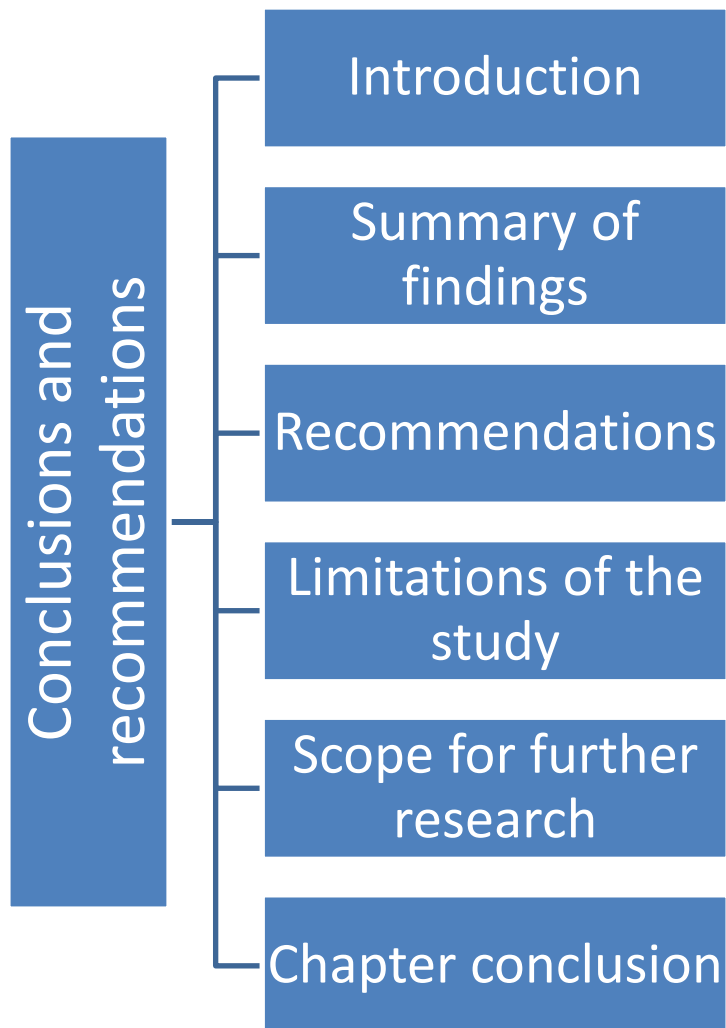 Conclusions and
recommendations
Introduction
Summary of
findings
Recommendations
Limitations of the
study
Scope for further
research
Chapter conclusion